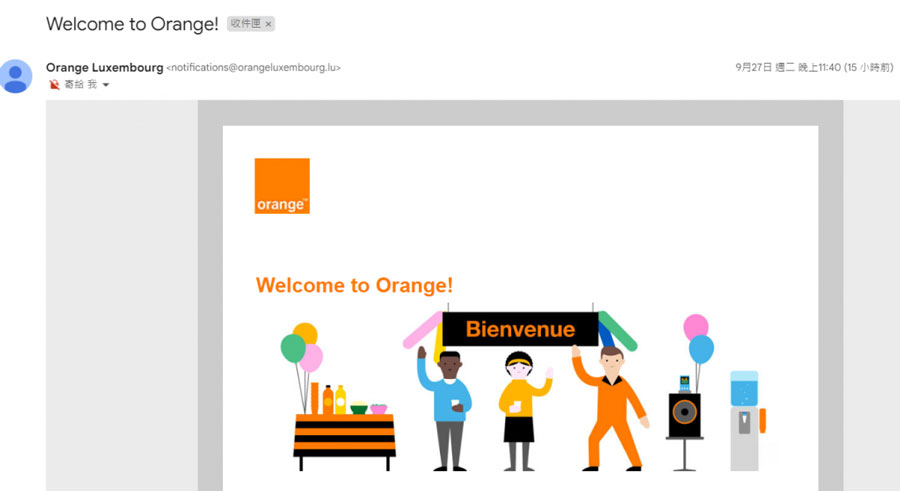 Welcome to Orange! 收件匣 ×
Orange Luxembourg <notifications@orangeluxembourg.lu>
9月27日 週二 晚上11:40 (15 小時前)
寄給 我
orange™
Welcome to Orange!
Bienvenue